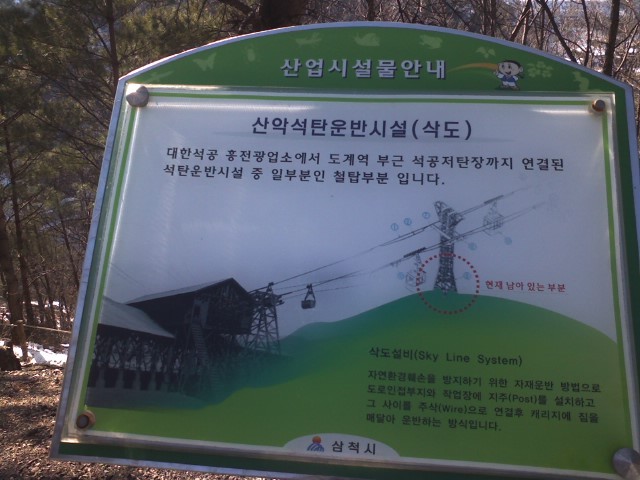 산업시설물안내
산악석탄운반시설(삭도)
대한석공 흥전광업소에서 도계역 부근 석공저탄장까지 연결된
석탄운반시설 중 일부분인 철탑부분 입니다.
현재 남아 있는 부분
삭도설비(Sky Line System)
자연환경훼손을 방지하기 위한 자재운반 방법으로
도로인접부지와 작업장에 지주(Post)를 설치하고
그 사이를 주삭(Wire)으로 연결후 캐리지에 짐을
매달아 운반하는 방식입니다.
삼척시